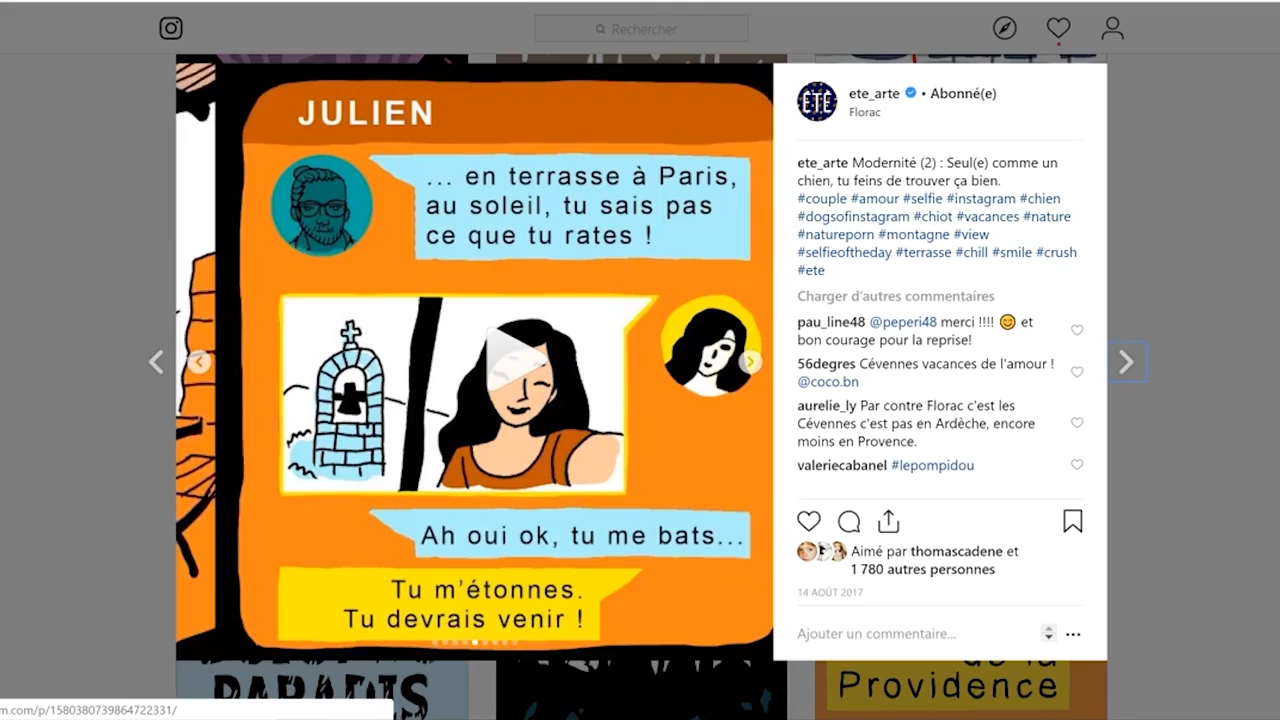 Rechercher
JULIEN
... en terrasse à Paris,
au soleil, tu sais pas
ce que tu rates !
Ah oui ok, tu me bats...
Tu m'étonnes.
Tu devrais venir !
ÉTÉ
ete_arte • Abonné(e)
Florac
ete_arte Modernité (2) : Seul(e) comme un
chien, tu feins de trouver ça bien.
#couple #amour #selfie #instagram #chien
#dogsofinstagram #chiot #vacances #nature
#natureporn #montagne #view
#selfieoftheday #terrasse #chill #smile #crush
#ete
Charger d'autres commentaires
pau_line48 @peperi48 merci !!!! 😊 et
bon courage pour la reprise!
56degres Cévennes vacances de l'amour !
@coco.bn
aurelie_ly Par contre Florac c'est les
Cévennes c'est pas en Ardèche, encore
moins en Provence.
valeriecabanel #lepompidou
Aimé par thomascadene et
1 780 autres personnes
14 AOÛT 2017
Ajouter un commentaire...
PARADIS
de la
Providence
m.com/p/1580380739864722331/